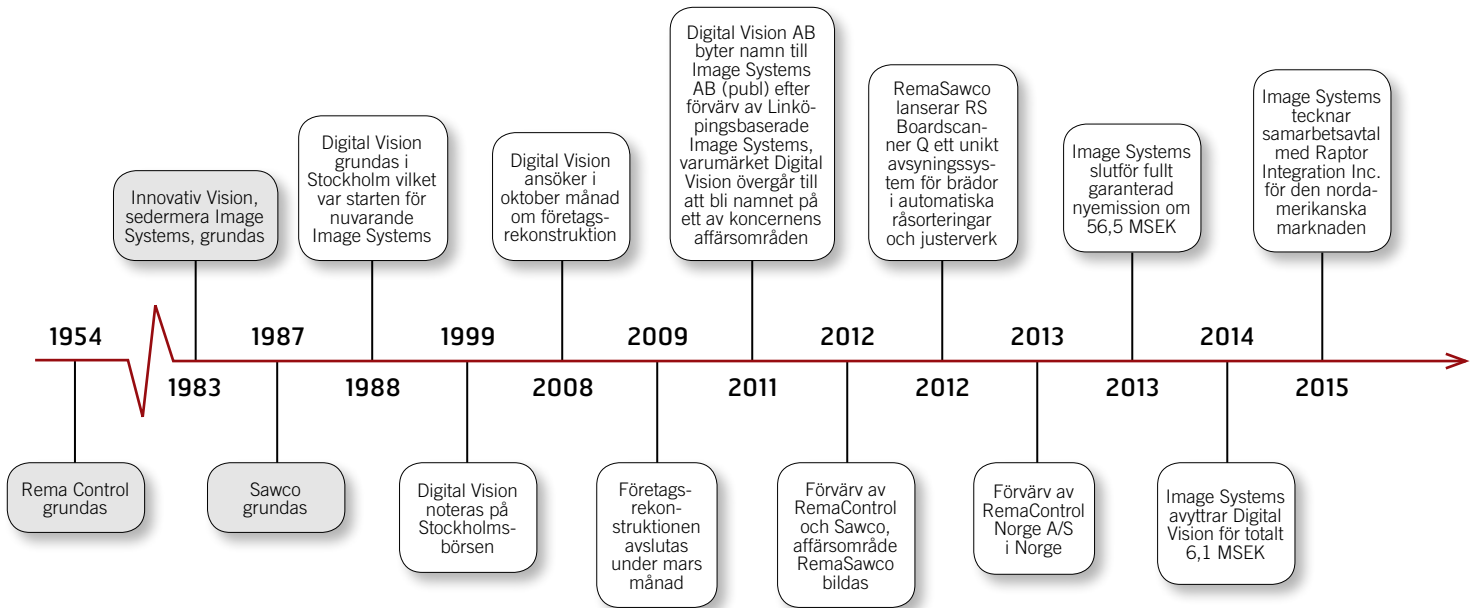 Innovativ Vision,
sedermera Image
Systems, grundas
Digital Vision
grundas i
Stockholm vilket
var starten för
nuvarande
Image Systems
Digital Vision
ansöker i
oktober månad
om företags-
rekonstruktion
Digital Vision AB
byter namn till
Image Systems
AB (publ) efter
förvärv av Linkö-
pingsbaserade
Image Systems,
varumärket Digital
Vision övergår till
att bli namnet på
ett av koncernens
affärsområden
RemaSawco
lanserar RS
Boardscan-
ner Q ett unikt
avsyningssys-
tem för brädor
i automatiska
råsorteringar
och justerverk
Image Systems
slutför fullt
garanterad
nyemission om
56,5 MSEK
Image Systems
tecknar
samarbetsavtal
med Raptor
Integration Inc.
för den norda-
merikanska
marknaden
1954 1987 1999 2009 2012 2013 2014
1983 1988 2008 2011 2012 2013 2015
Rema Control
grundas
Sawco
grundas
Digital Vision
noteras på
Stockholms-
börsen
Företags-
rekon-
struktionen
avslutas
under mars
månad
Förvärv av
RemaControl
och Sawco,
affärsområde
RemaSawco
bildas
Förvärv av
RemaControl
Norge A/S
i Norge
Image Systems
avyttrar Digital
Vision för totalt
6,1 MSEK